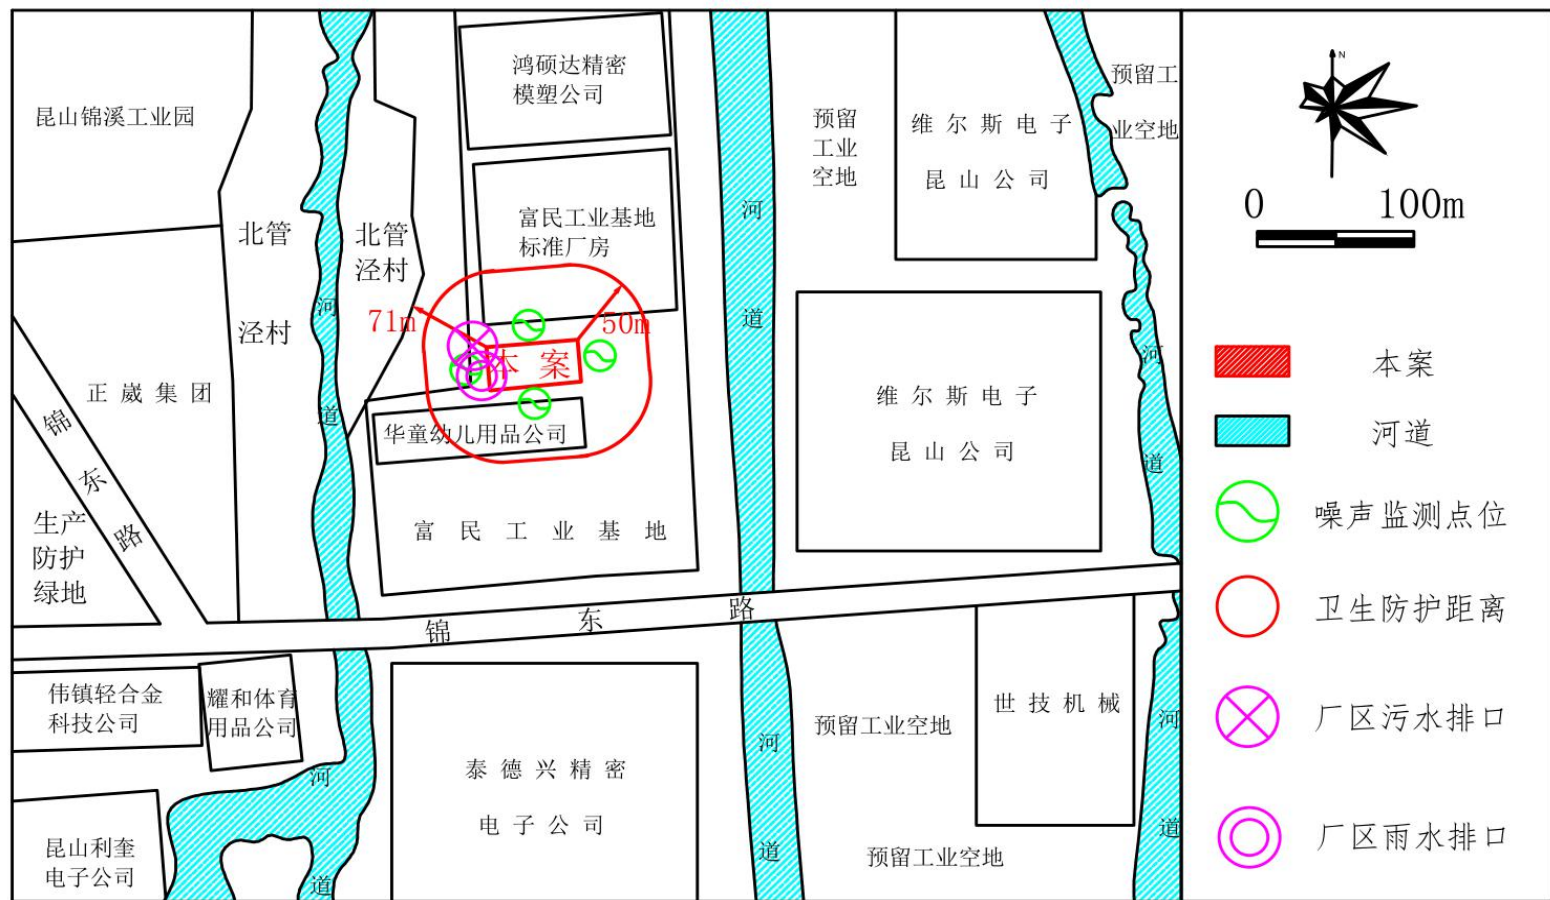 昆山锦溪工业园
鸿硕达精密
模塑公司
预留
工业
空地
维尔斯电子
昆山公司
预留工
业空地
N
0
100m
北管
泾村
北管
泾村
富民工业基地
标准厂房
河
道
河
道
71m
50m
本案
正崴集团
华童幼儿用品公司
富民工业基地
维尔斯电子
昆山公司
河
道
锦
东
路
生产
防护
绿地
锦
东
路
伟镇轻合金
科技公司
耀和体育
用品公司
昆山利奎
电子公司
河
道
泰德兴精密
电子公司
河
道
预留工业空地
世技机械
预留工业空地
河
道
本案
河道
噪声监测点位
卫生防护距离
厂区污水排口
厂区雨水排口